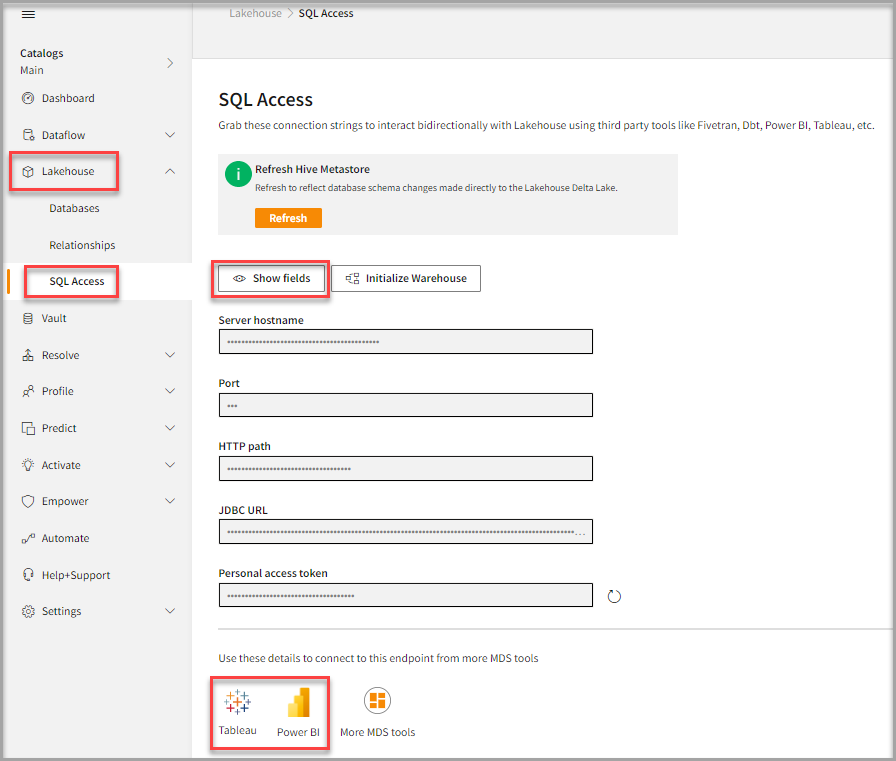 Lakehouse > SQL Access
Catalogs
Main
Dashboard
Dataflow
Lakehouse
Databases
Relationships
SQL Access
Vault
Resolve
Profile
Predict
Activate
Empower
Automate
Help+Support
Settings
SQL Access
Grab these connection strings to interact bidirectionally with Lakehouse using third party tools like Fivetran, Dbt, Power BI, Tableau, etc.
i
Refresh Hive Metastore
Refresh to reflect database schema changes made directly to the Lakehouse Delta Lake.
Refresh
Show fields Initialize Warehouse
Server hostname
Port
HTTP path
JDBC URL
Personal access token
Use these details to connect to this endpoint from more MDS tools
Tableau Power BI More MDS tools